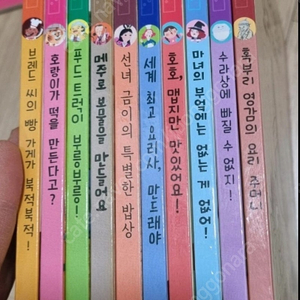 브레드 씨의 빵 가게가 북적북적!
호랑이가 떡을 만든다고?
푸드 트럭이 부릉부릉!
메주로 보물을 만들어요
선녀 금이의 특별한 밥상
세계 최고 요리사, 만드래야
호호, 맵지만 맛있어요!
마녀의 부엌에는 없는 게 없어!
수라상에 빠질 수 없지!
혹부리 영감의 요리 주머니